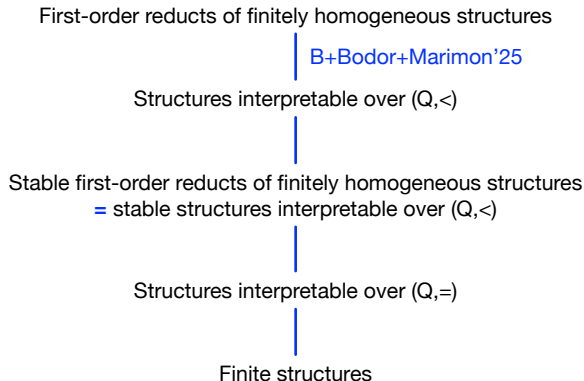 First-order reducts of finitely homogeneous structures
B+Bodor+Marimon'25
Structures interpretable over (Q,<)
Stable first-order reducts of finitely homogeneous structures
= stable structures interpretable over (Q,<)
Structures interpretable over (Q,=)
Finite structures